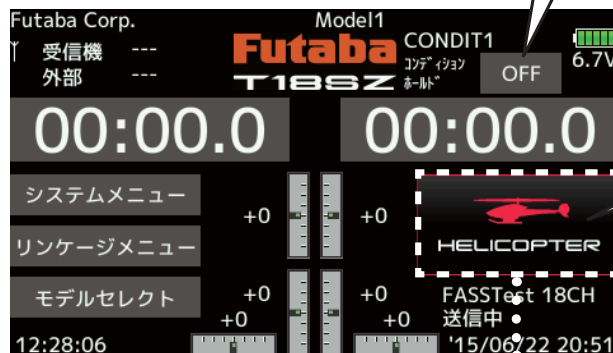 Futaba Corp.
Model1
受信機 ---
外部 ---
Futaba
T18SZ
CONDIT1
ｺﾝﾃﾞｨｼｮﾝ
ﾎｰﾙﾄﾞ
OFF
6.7V
00:00.0
00:00.0
システムメニュー
リンケージメニュー
モデルセレクト
+0
+0
+0
+0
+0
+0
HELICOPTER
FASSTest 18CH
送信中
12:28:06
'15/06/22 20:51